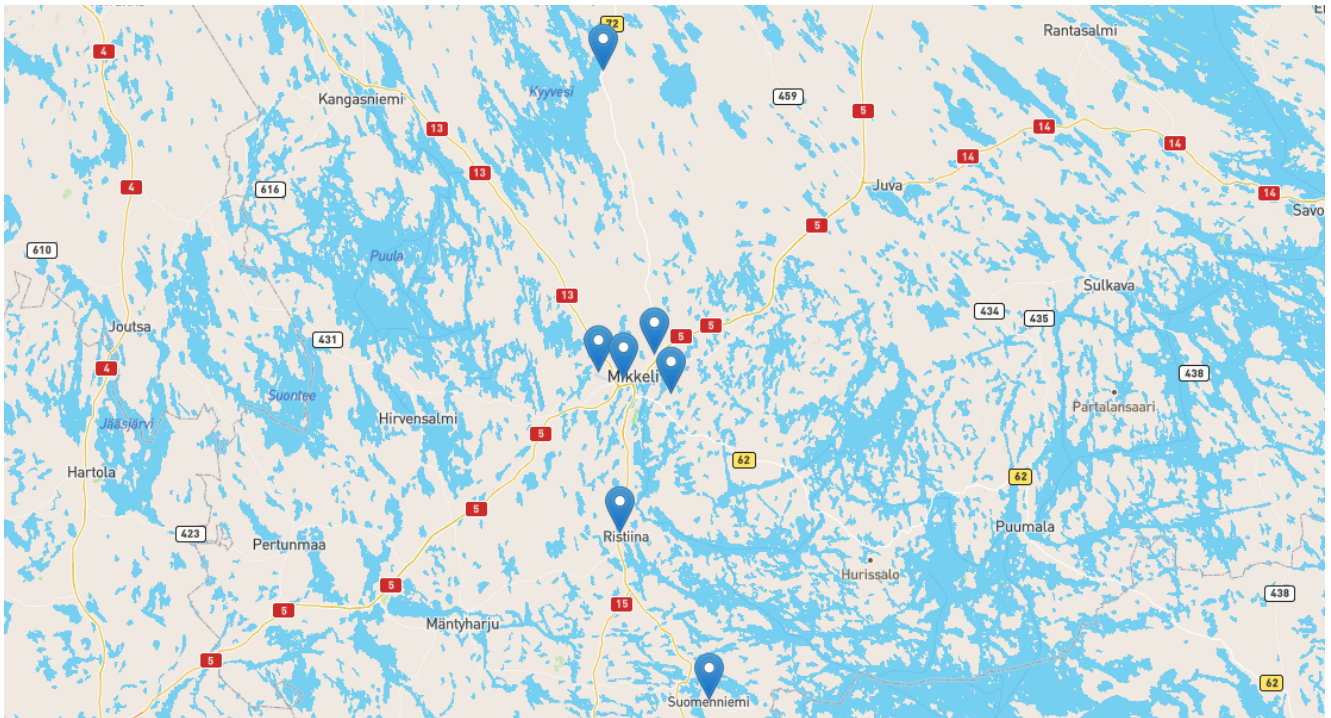 72
Rantasalmi
4
Kangasniemi
Kyyvesi
459
5
13
14
14
13
14
616
4
Juva
14
Savo
5
610
Puula
Sulkava
13
434
435
Joutsa
431
5
5
4
Mikkeli
438
Suontee
Partalansaari
Jääsjärvi
Hirvensalmi
5
Hartola
62
62
5
423
Ristiina
Puumala
Pertunmaa
Hurissalo
5
438
5
15
Mäntyharju
5
62
Suomenniemi